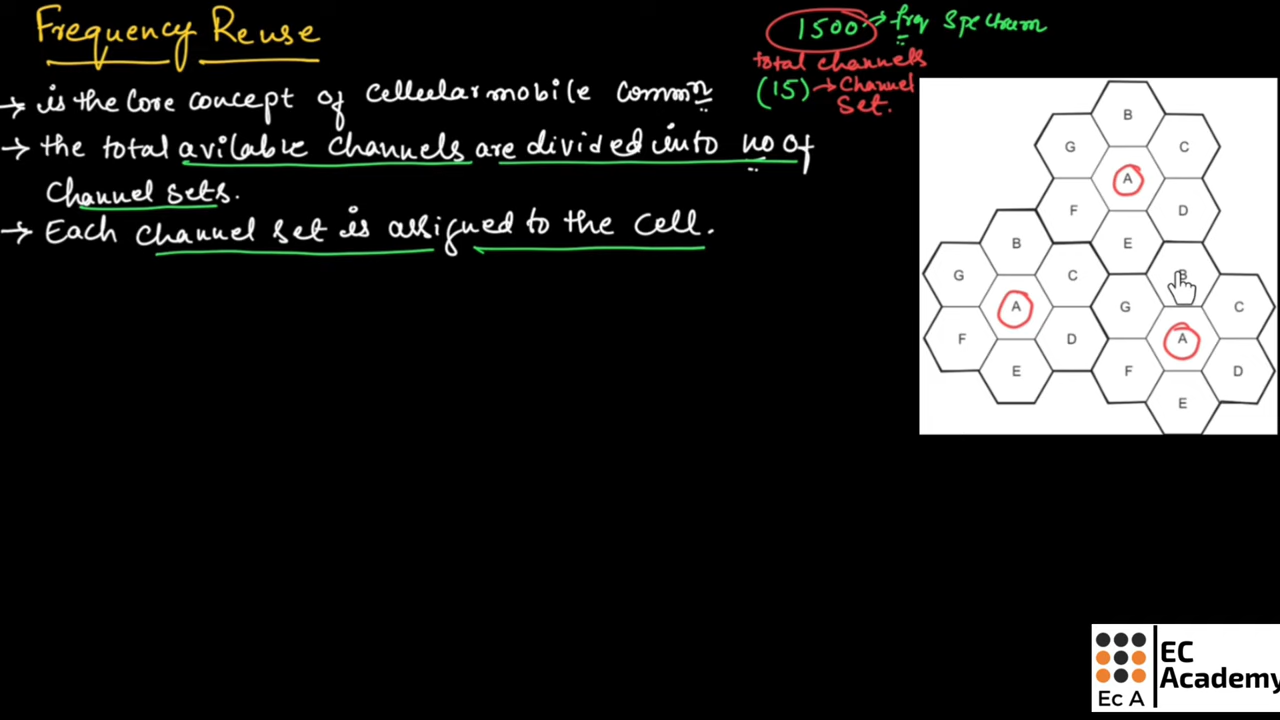 Frequency Reuse
→ is the Core concept of cellular mobile commn
→ the total avilable channels are divided into no of
channel sets.
→ Each channel set is assigned to the cell.
1500 → freq Spectrum
total channels
(15) → Channel
Set.
B
G
C
A
F
D
B
E
G
C
B
A
G
C
F
D
A
E
F
D
E
EC
Academy
Ec A